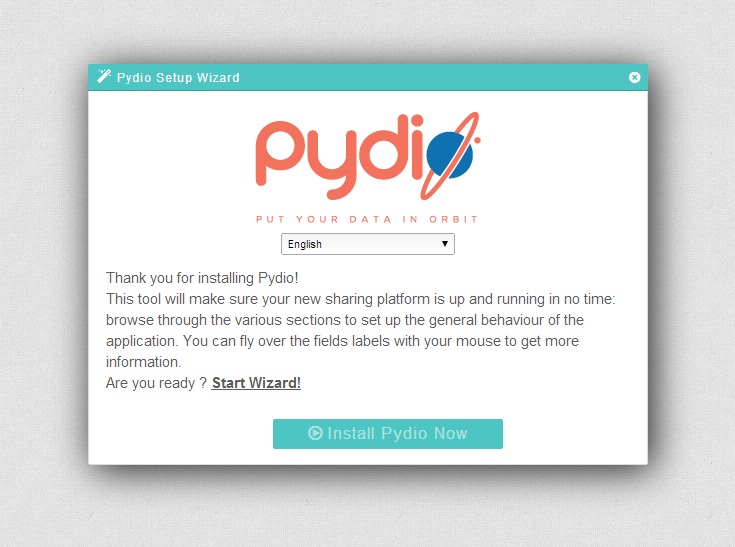 Pydio Setup Wizard
pydio
PUT YOUR DATA IN ORBIT
English
Thank you for installing Pydio!
This tool will make sure your new sharing platform is up and running in no time:
browse through the various sections to set up the general behaviour of the
application. You can fly over the fields labels with your mouse to get more
information.
Are you ready ? Start Wizard!
Install Pydio Now